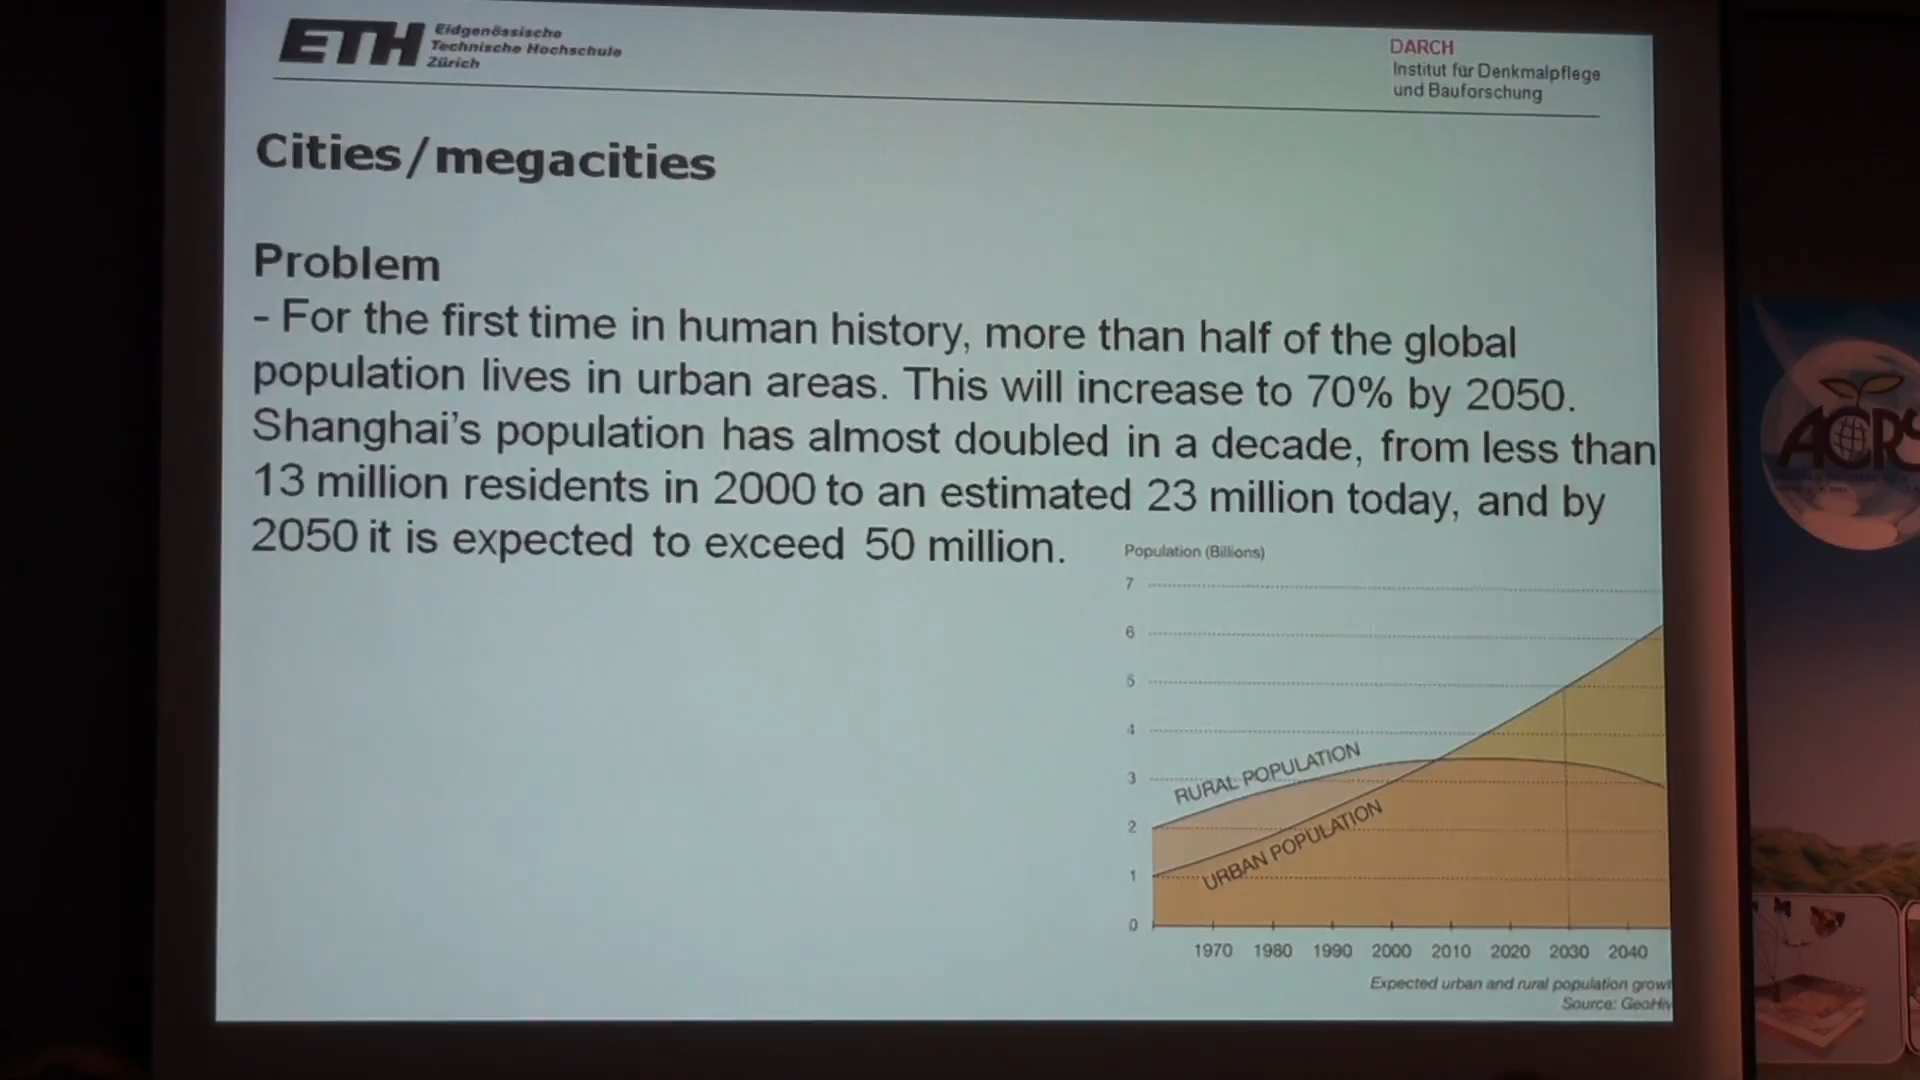 ETH Eidgenössische
Technische Hochschule
Zürich
DARCH
Institut für Denkmalpflege
und Bauforschung
Cities/megacities
Problem
- For the first time in human history, more than half of the global
population lives in urban areas. This will increase to 70% by 2050.
Shanghai's population has almost doubled in a decade, from less than
13 million residents in 2000 to an estimated 23 million today, and by
2050 it is expected to exceed 50 million.
Population (Billions)
7
6
5
4
3
2
1
0
RURAL POPULATION
URBAN POPULATION
1970 1980 1990 2000 2010 2020 2030 2040
Expected urban and rural population
Source:
ACRS